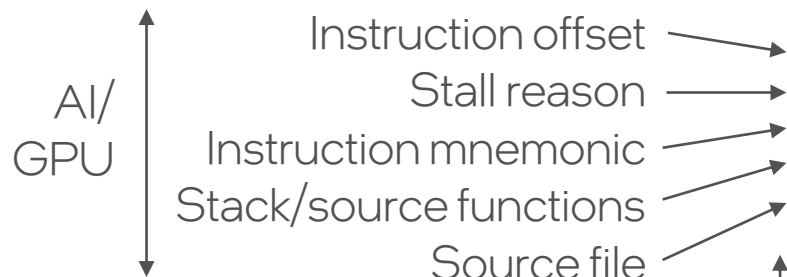 Instruction offset
Stall reason
AI/
GPU
Instruction mnemonic
Stack/source functions
Source file